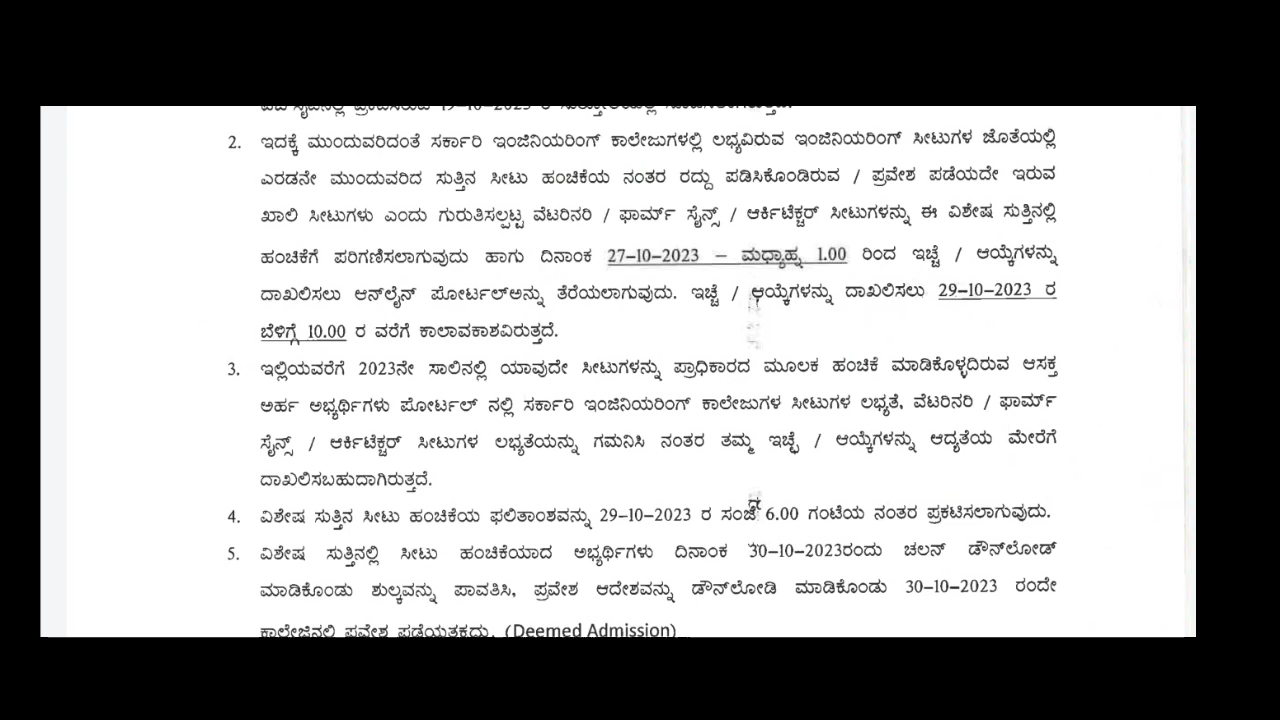 19-10-2023 ರ
2. ಇದಕ್ಕೆ ಮುಂದುವರಿದಂತೆ ಸರ್ಕಾರಿ ಇಂಜಿನಿಯರಿಂಗ್ ಕಾಲೇಜುಗಳಲ್ಲಿ ಲಭ್ಯವಿರುವ ಇಂಜಿನಿಯರಿಂಗ್ ಸೀಟುಗಳ ಜೊತೆಯಲ್ಲಿ
ಎರಡನೇ ಮುಂದುವರಿದ ಸುತ್ತಿನ ಸೀಟು ಹಂಚಿಕೆಯ ನಂತರ ರದ್ದು ಪಡಿಸಿಕೊಂಡಿರುವ / ಪ್ರವೇಶ ಪಡೆಯದೇ ಇರುವ
ಖಾಲಿ ಸೀಟುಗಳು ಎಂದು ಗುರುತಿಸಲ್ಪಟ್ಟ ವೆಟರಿನರಿ / ಫಾರ್ಮ್ ಸೈನ್ಸ್ / ಆರ್ಕಿಟೆಕ್ಚರ್ ಸೀಟುಗಳನ್ನು ಈ ವಿಶೇಷ ಸುತ್ತಿನಲ್ಲಿ
ಹಂಚಿಕೆಗೆ ಪರಿಗಣಿಸಲಾಗುವುದು ಹಾಗು ದಿನಾಂಕ 27-10-2023 – ಮಧ್ಯಾಹ್ನ 1.00 ರಿಂದ ಇಚ್ಛೆ / ಆಯ್ಕೆಗಳನ್ನು
ದಾಖಲಿಸಲು ಆನ್‌ಲೈನ್ ಪೋರ್ಟಲ್‌ಅನ್ನು ತೆರೆಯಲಾಗುವುದು. ಇಚ್ಛೆ / ಆಯ್ಕೆಗಳನ್ನು ದಾಖಲಿಸಲು 29-10-2023 ರ
ಬೆಳಿಗ್ಗೆ 10.00 ರ ವರೆಗೆ ಕಾಲಾವಕಾಶವಿರುತ್ತದೆ.
3. ಇಲ್ಲಿಯವರೆಗೆ 2023ನೇ ಸಾಲಿನಲ್ಲಿ ಯಾವುದೇ ಸೀಟುಗಳನ್ನು ಪ್ರಾಧಿಕಾರದ ಮೂಲಕ ಹಂಚಿಕೆ ಮಾಡಿಕೊಳ್ಳದಿರುವ ಆಸಕ್ತ
ಅರ್ಹ ಅಭ್ಯರ್ಥಿಗಳು ಪೋರ್ಟಲ್ ನಲ್ಲಿ ಸರ್ಕಾರಿ ಇಂಜಿನಿಯರಿಂಗ್ ಕಾಲೇಜುಗಳ ಸೀಟುಗಳ ಲಭ್ಯತೆ, ವೆಟರಿನರಿ / ಫಾರ್ಮ್
ಸೈನ್ಸ್ / ಆರ್ಕಿಟೆಕ್ಚರ್ ಸೀಟುಗಳ ಲಭ್ಯತೆಯನ್ನು ಗಮನಿಸಿ ನಂತರ ತಮ್ಮ ಇಚ್ಛೆ / ಆಯ್ಕೆಗಳನ್ನು ಆದ್ಯತೆಯ ಮೇರೆಗೆ
ದಾಖಲಿಸಬಹುದಾಗಿರುತ್ತದೆ.
4. ವಿಶೇಷ ಸುತ್ತಿನ ಸೀಟು ಹಂಚಿಕೆಯ ಫಲಿತಾಂಶವನ್ನು 29-10-2023 ರ ಸಂಜೆ 6.00 ಗಂಟೆಯ ನಂತರ ಪ್ರಕಟಿಸಲಾಗುವುದು.
5. ವಿಶೇಷ ಸುತ್ತಿನಲ್ಲಿ ಸೀಟು ಹಂಚಿಕೆಯಾದ ಅಭ್ಯರ್ಥಿಗಳು ದಿನಾಂಕ 30-10-2023ರಂದು ಚಲನ್ ಡೌನ್‌ಲೋಡ್
ಮಾಡಿಕೊಂಡು ಶುಲ್ಕವನ್ನು ಪಾವತಿಸಿ, ಪ್ರವೇಶ ಆದೇಶವನ್ನು ಡೌನ್‌ಲೋಡಿ ಮಾಡಿಕೊಂಡು 30-10-2023 ರಂದೇ
ಕಾಲೇಜಿನಲ್ಲಿ ಪ್ರವೇಶ ಪಡೆಯತಕ್ಕದ್ದು. (Deemed Admission)